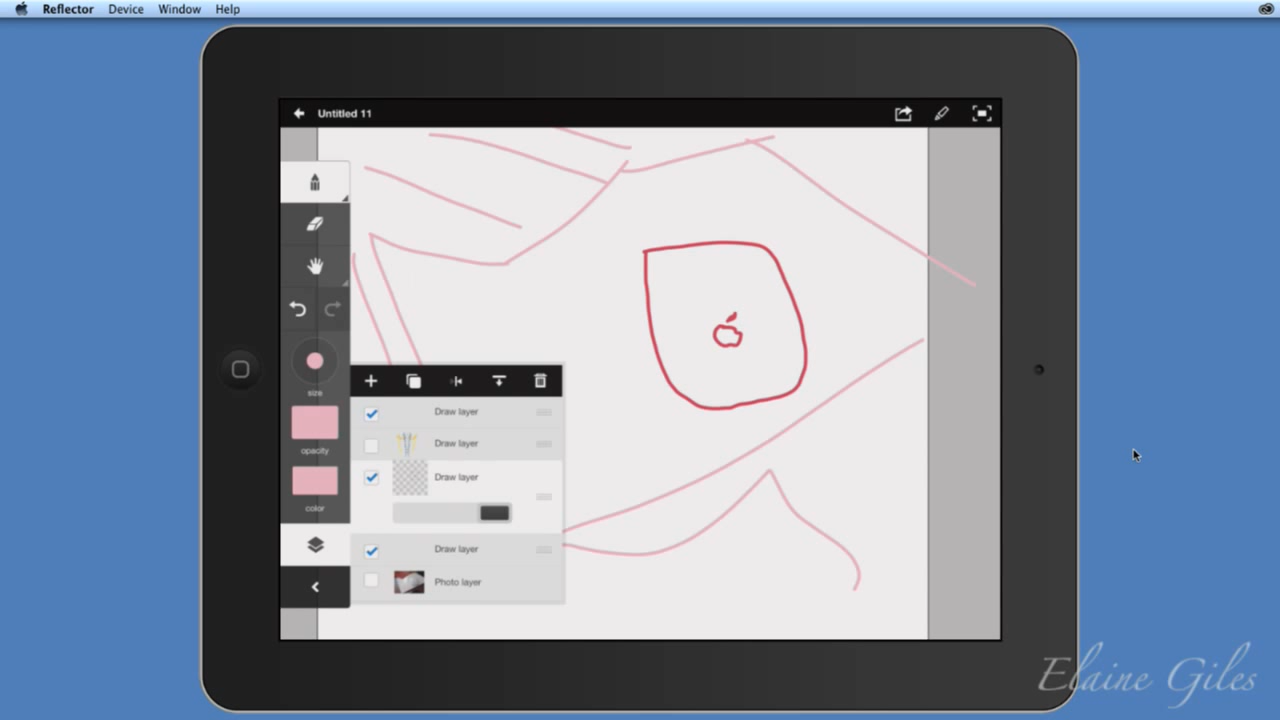 Reflector Device Window Help
Untitled 11
size
opacity
color
Draw layer
Draw layer
Draw layer
Draw layer
Photo layer
Elaine Giles